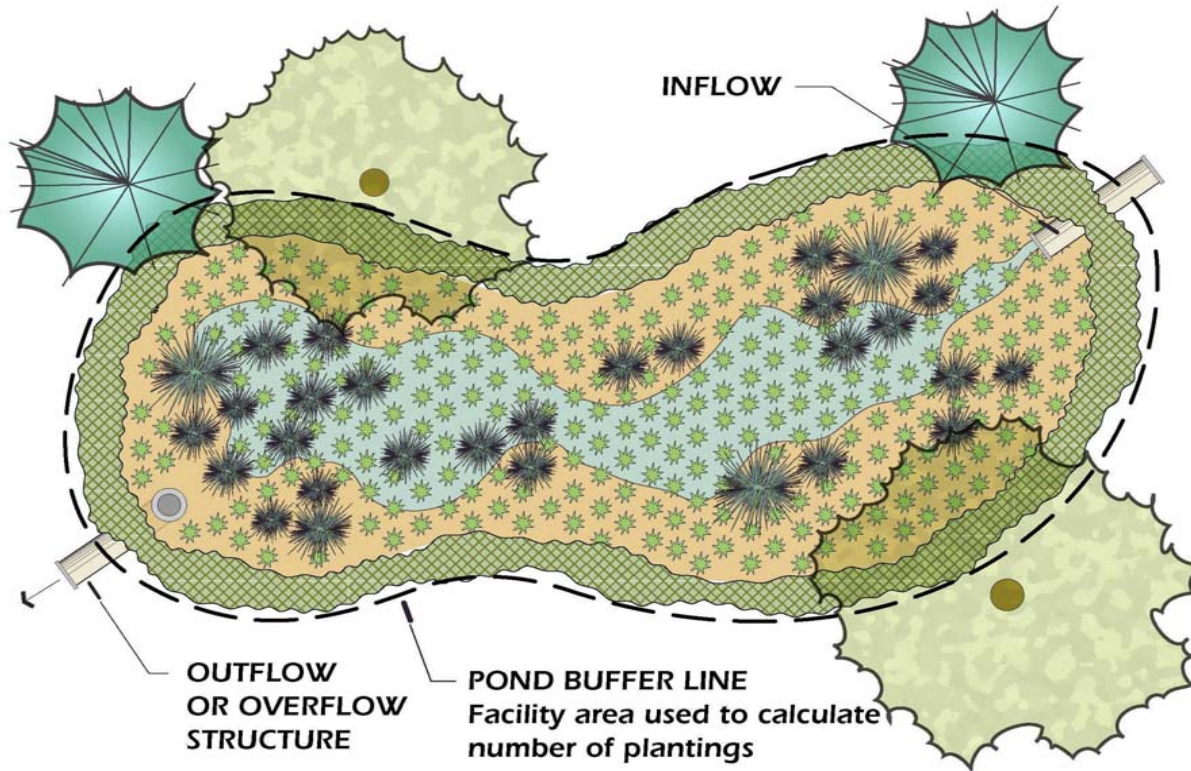 INFLOW
OUTFLOW
OR OVERFLOW
STRUCTURE
POND BUFFER LINE
Facility area used to calculate
number of plantings